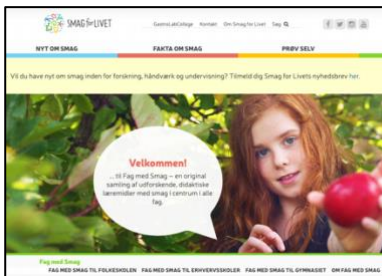 SMAG for LIVET
GastroLabCollege Kontakt Om Smag for Livet Søg
NYT OM SMAG FAKTA OM SMAG PRØV SELV
Vil du have nyt om smag inden for forskning, håndværk og undervisning? Tilmeld dig Smag for Livets nyhedsbrev her.
Velkommen!
... til Fag med Smag – en original
samling af udforskende, didaktiske
læremidler med smag i centrum i alle
fag.
Fag med Smag
FAG MED SMAG TIL FOLKESKOLEN FAG MED SMAG TIL ERHVERVSSKOLER FAG MED SMAG TIL GYMNASIET OM FAG MED SMAG